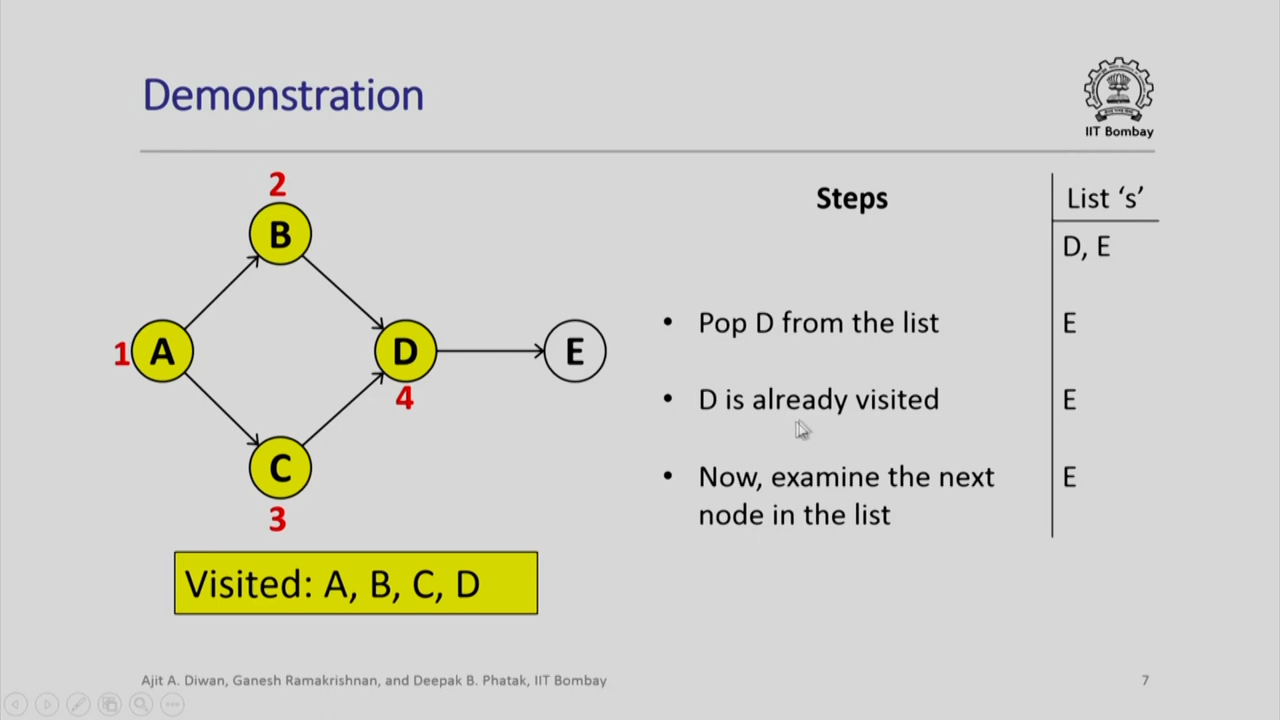 Demonstration
IIT Bombay
2
B
1
A
D
4
E
C
3
Visited: A, B, C, D
Steps
List ‘s’
D, E
• Pop D from the list
E
• D is already visited
E
• Now, examine the next
node in the list
E
Ajit A. Diwan, Ganesh Ramakrishnan, and Deepak B. Phatak, IIT Bombay
7